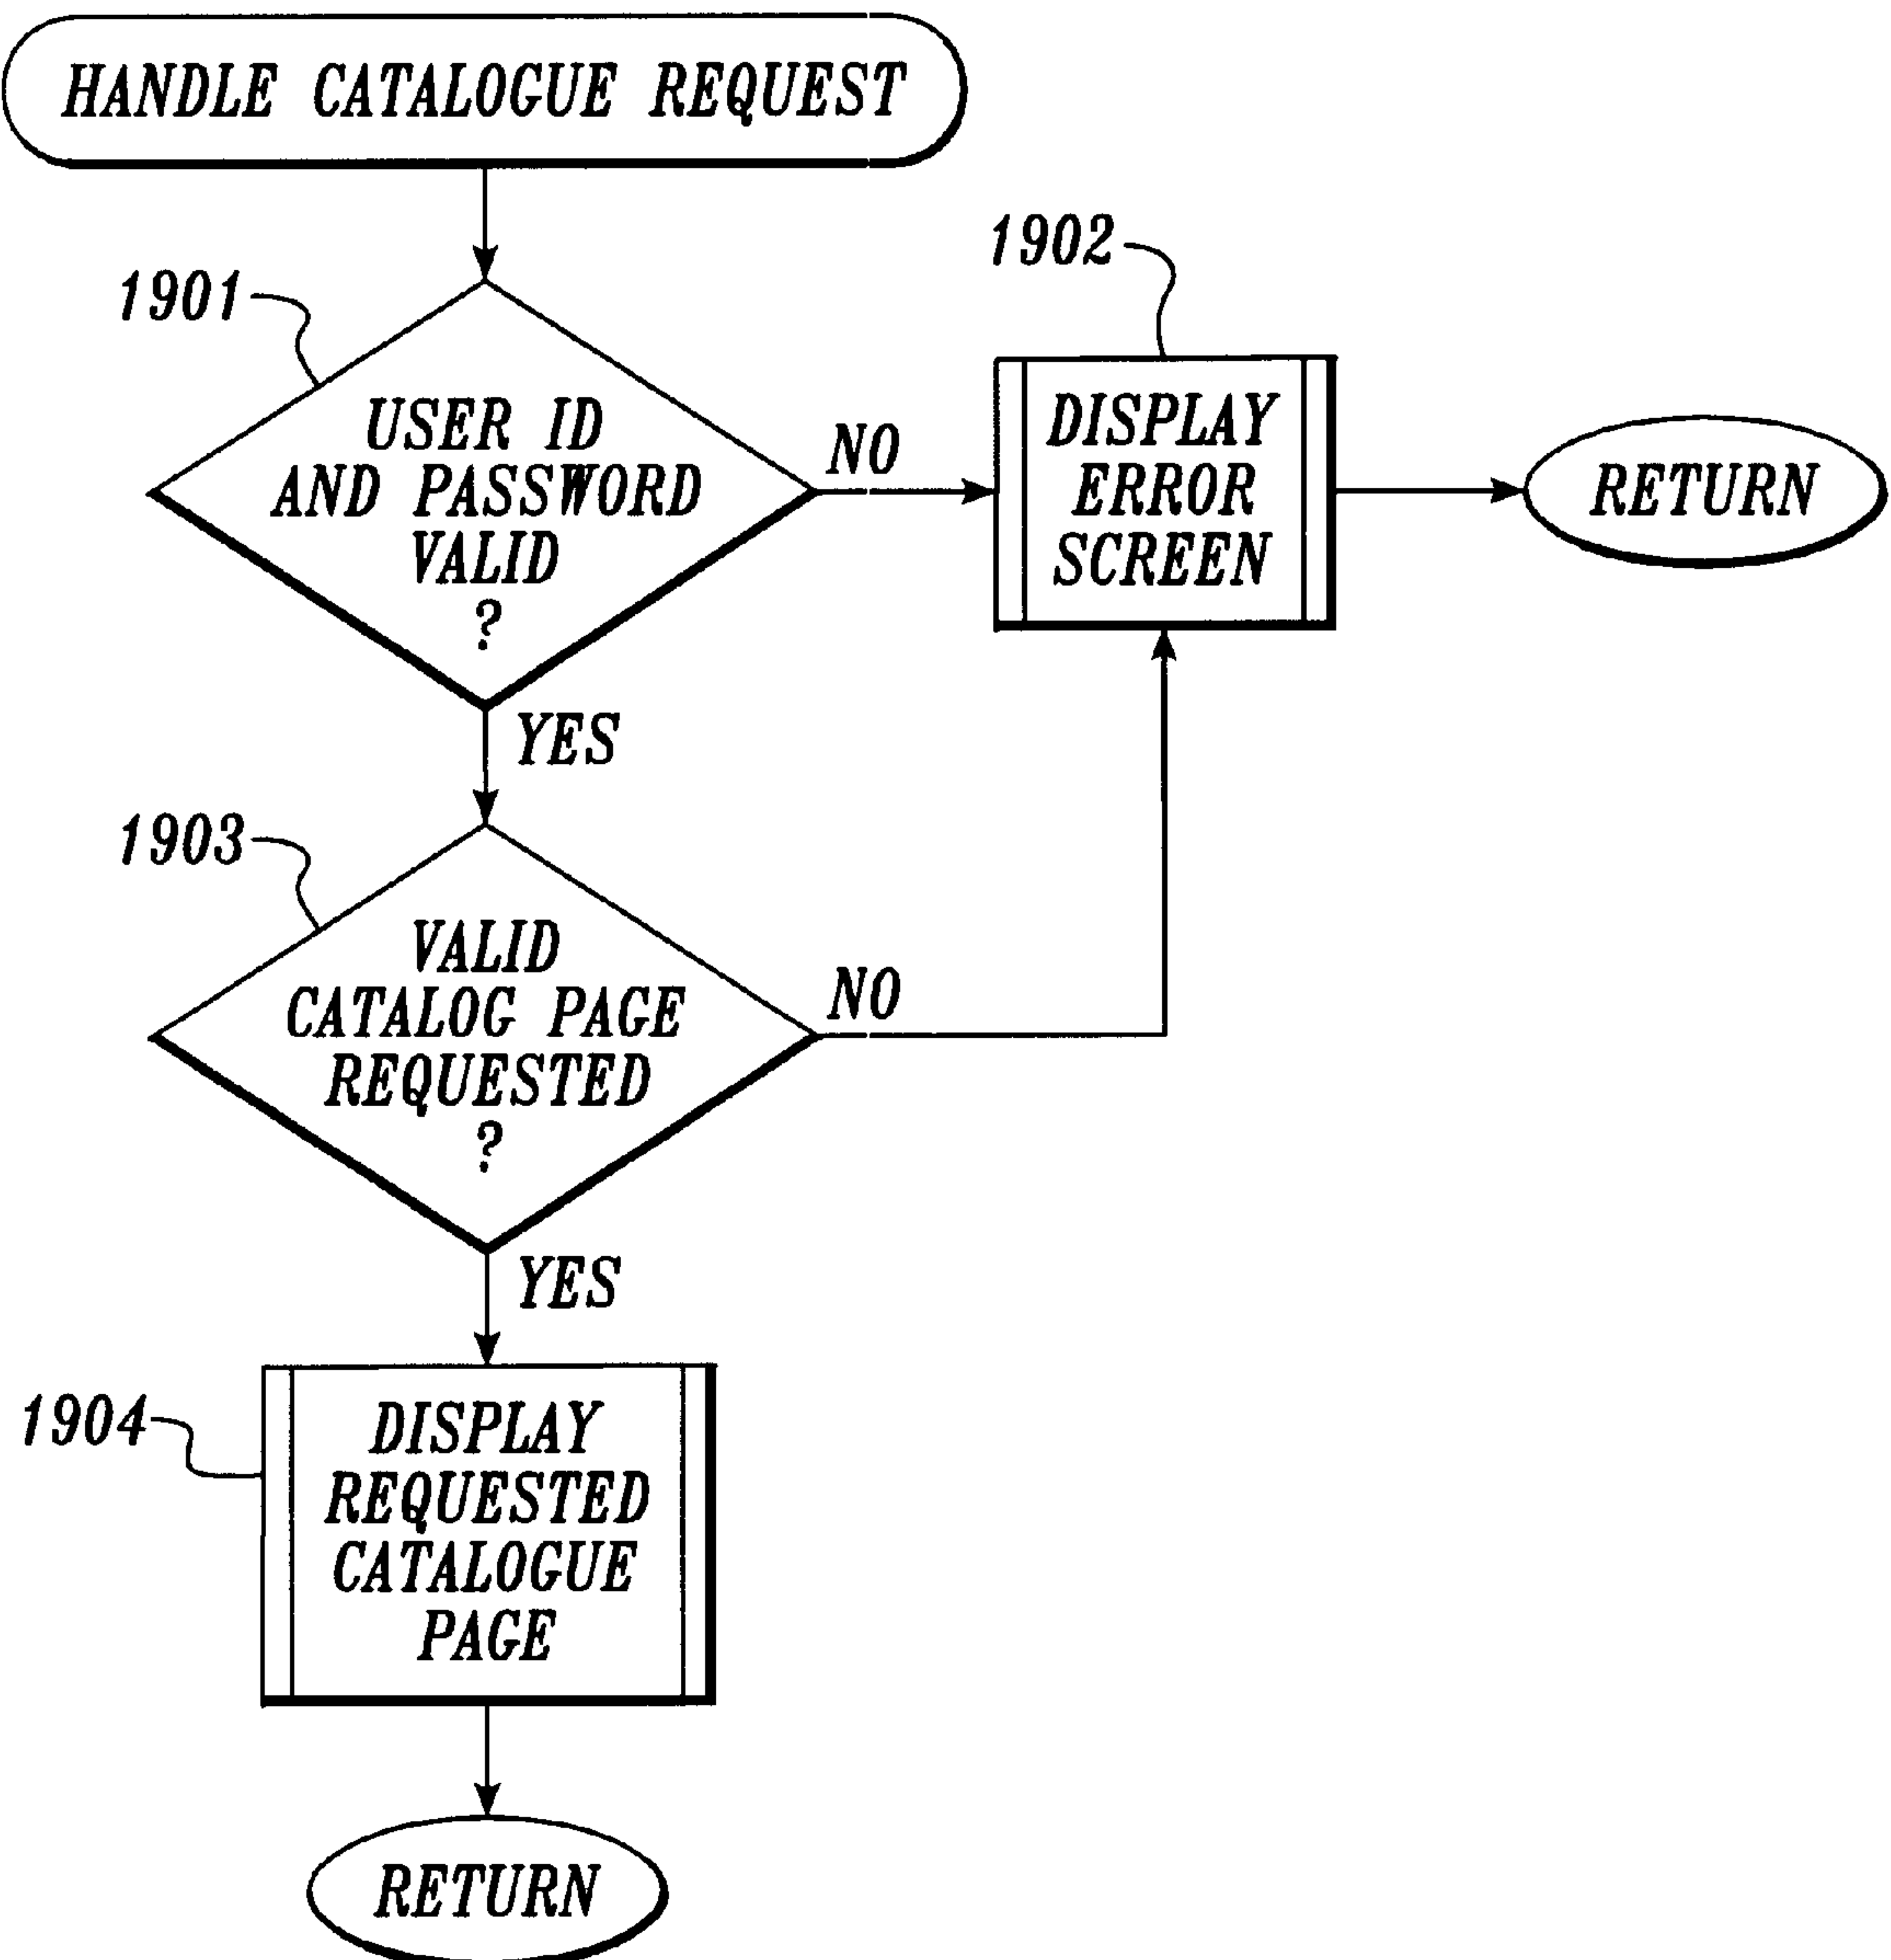 HANDLE CATALOGUE REQUEST
1901
USER ID
AND PASSWORD
VALID
?
NO
1902
DISPLAY
ERROR
SCREEN
RETURN
YES
1903
VALID
CATALOG PAGE
REQUESTED
?
NO
YES
1904
DISPLAY
REQUESTED
CATALOGUE
PAGE
RETURN